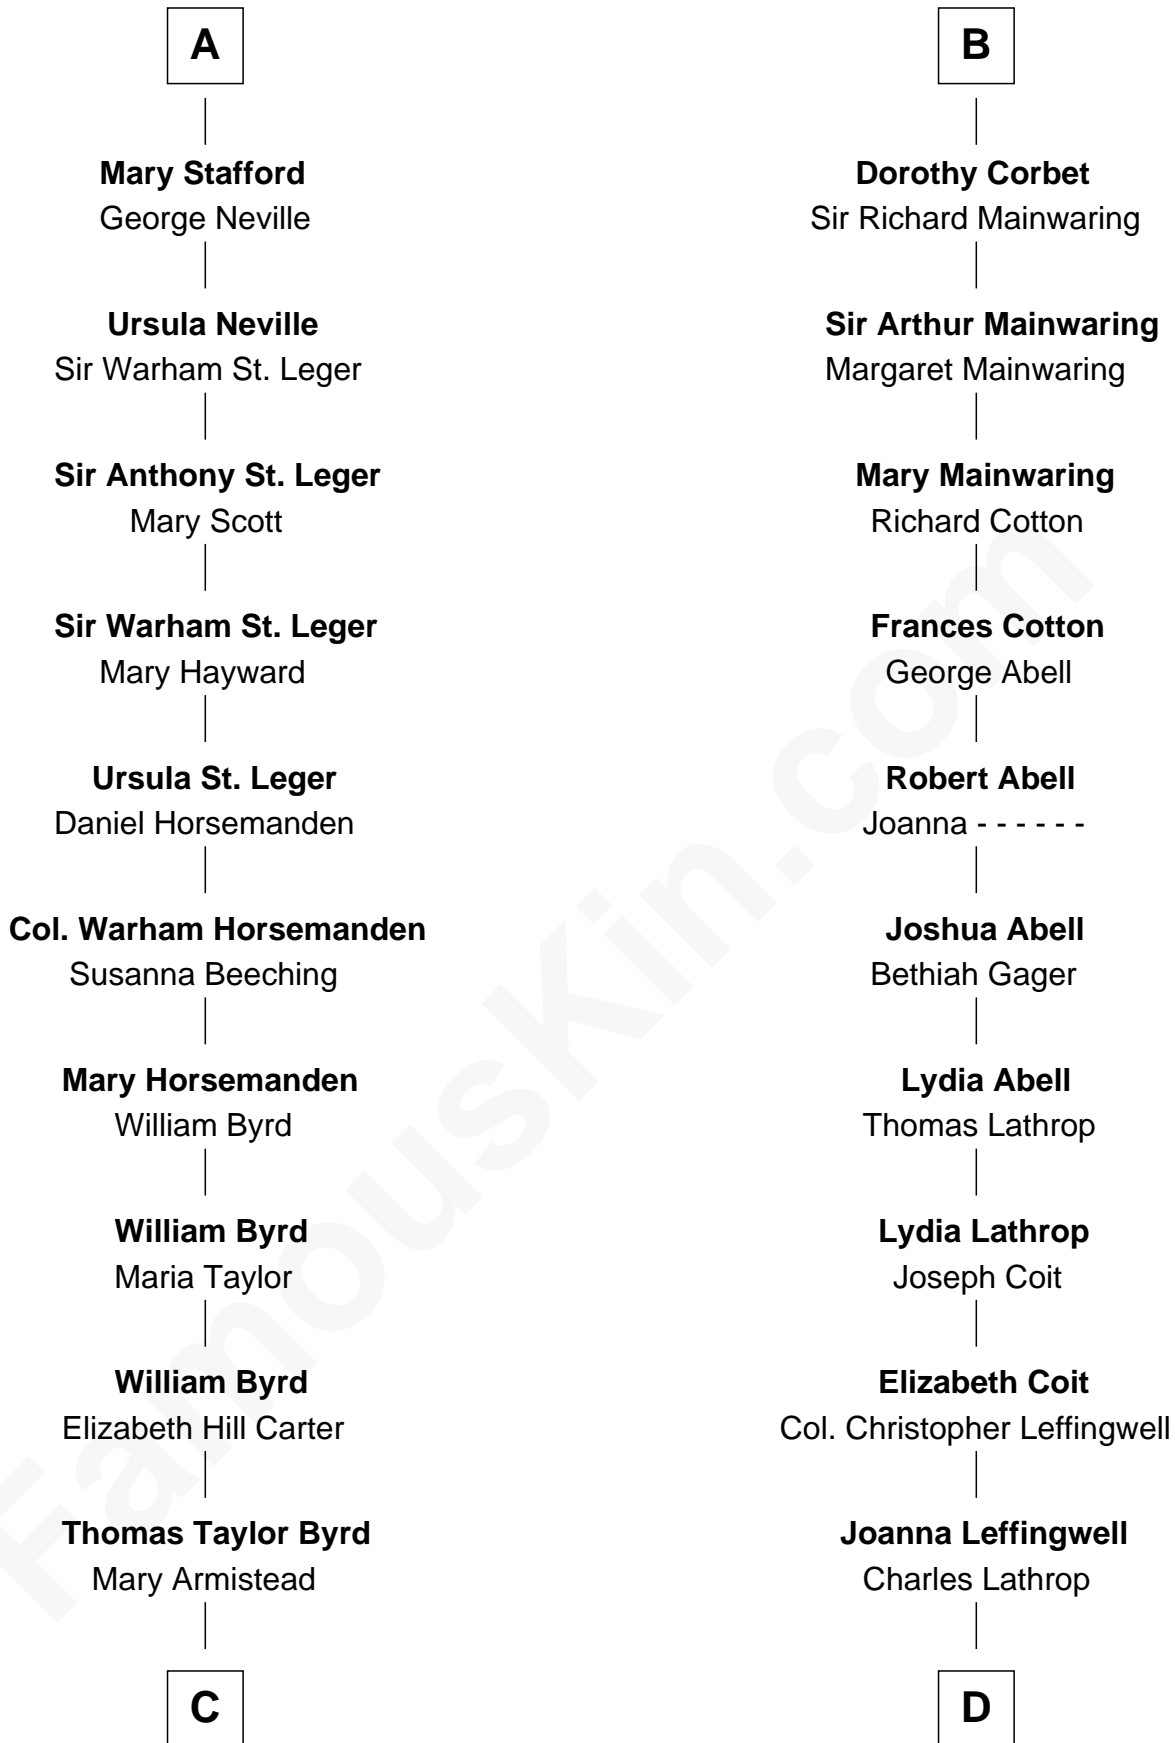 A
Mary Stafford
George Neville
Ursula Neville
Sir Warham St. Leger
Sir Anthony St. Leger
Mary Scott
Sir Warham St. Leger
Mary Hayward
Ursula St. Leger
Daniel Horsemanden
Col. Warham Horsemanden
Susanna Beeching
Mary Horsemanden
William Byrd
William Byrd
Maria Taylor
William Byrd
Elizabeth Hill Carter
Thomas Taylor Byrd
Mary Armistead
C
B
Dorothy Corbet
Sir Richard Mainwaring
Sir Arthur Mainwaring
Margaret Mainwaring
Mary Mainwaring
Richard Cotton
Frances Cotton
George Abell
Robert Abell
Joanna - - - - - -
Joshua Abell
Bethiah Gager
Lydia Abell
Thomas Lathrop
Lydia Lathrop
Joseph Coit
Elizabeth Coit
Col. Christopher Leffingwell
Joanna Leffingwell
Charles Lathrop
D
FamousKin.com